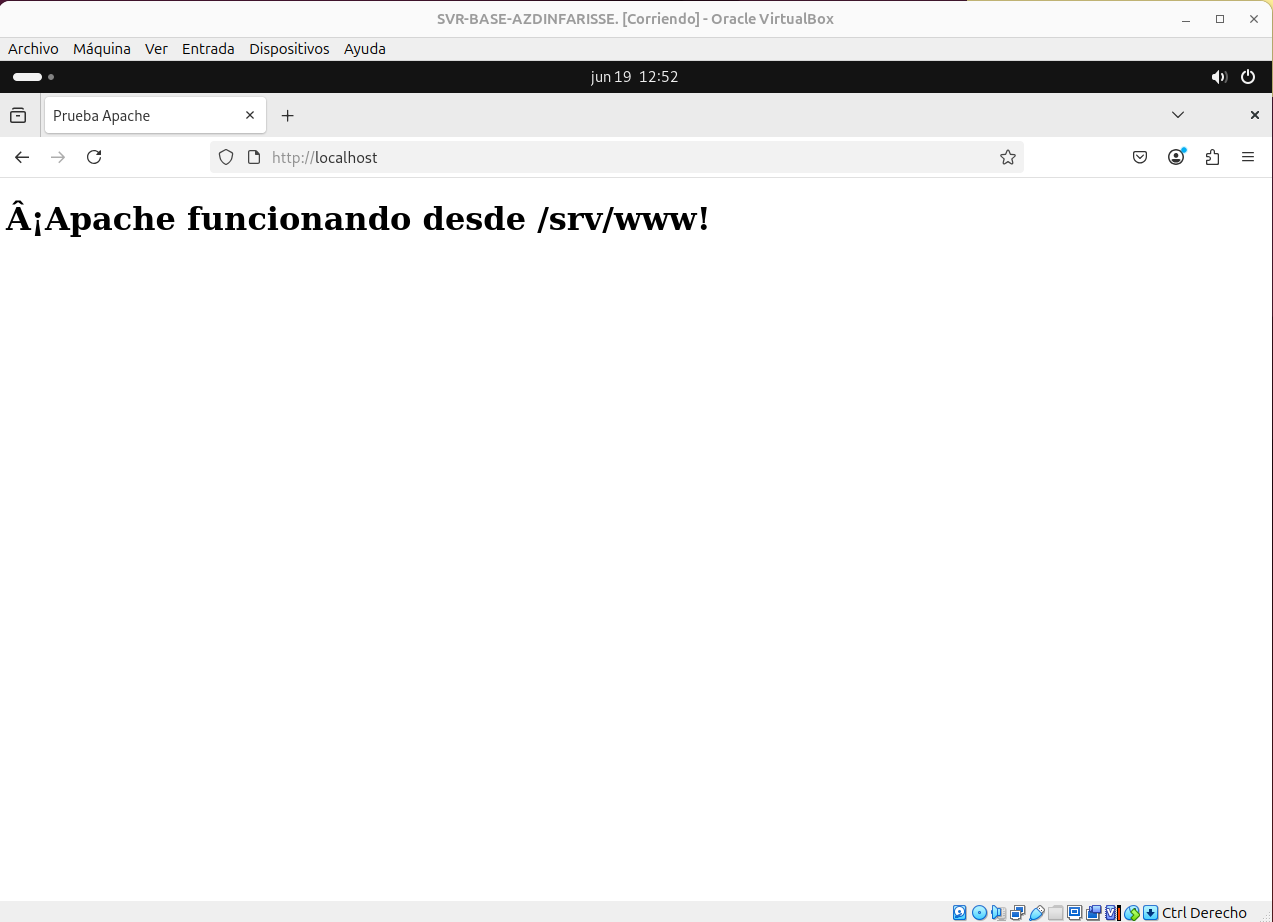 SVR-BASE-AZDINFARISSE. [Corriendo] - Oracle VirtualBox
Archivo Máquina Ver Entrada Dispositivos Ayuda
jun 19 12:52
Prueba Apache
http://localhost
Â¡Apache funcionando desde /srv/www!
Ctrl Derecho